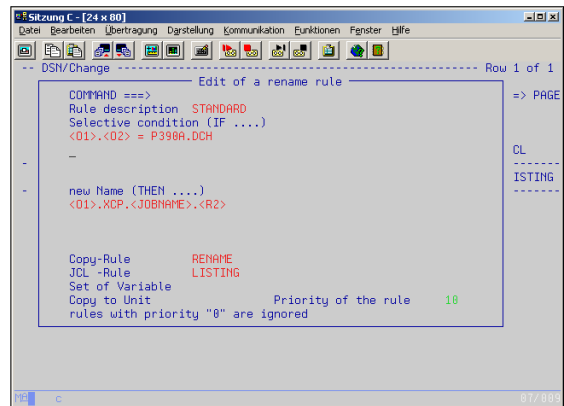 Sitzung C - [24 x 80]
Datei Bearbeiten Übertragung Darstellung Kommunikation Funktionen Fenster Hilfe
-- DSN/Change ------------------------------------------------ Row 1 of 1
Edit of a rename rule
COMMAND ===>
=> PAGE
Rule description STANDARD
Selective condition (IF ....)
<O1>.<O2> = P390A.DCH
CL
- _ -------
ISTING
- new Name (THEN ....) -------
<O1>.XCP.<JOBNAME>.<R2>
Copy-Rule RENAME
JCL -Rule LISTING
Set of Variable
Copy to Unit Priority of the rule 10
rules with priority "0" are ignored
c 07/009